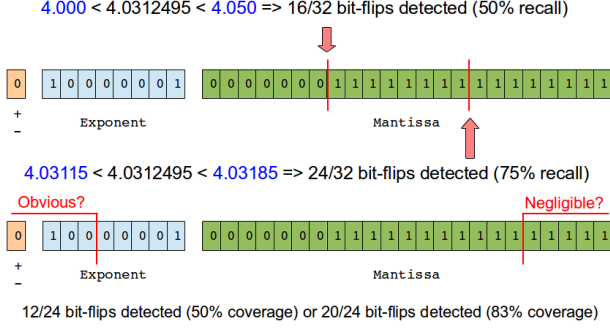 4.000 < 4.0312495 < 4.050 => 16/32 bit-flips detected (50% recall)
0 1 0 0 0 0 0 0 1 0 0 0 0 0 0 0 1 1 1 1 1 1 1 1 1 1 1 1 1 1 1 1
+ Exponent Mantissa
−
4.03115 < 4.0312495 < 4.03185 => 24/32 bit-flips detected (75% recall)
Obvious? Negligible?
0 1 0 0 0 0 0 0 1 0 0 0 0 0 0 0 1 1 1 1 1 1 1 1 1 1 1 1 1 1 1 1
+ Exponent Mantissa
−
12/24 bit-flips detected (50% coverage) or 20/24 bit-flips detected (83% coverage)